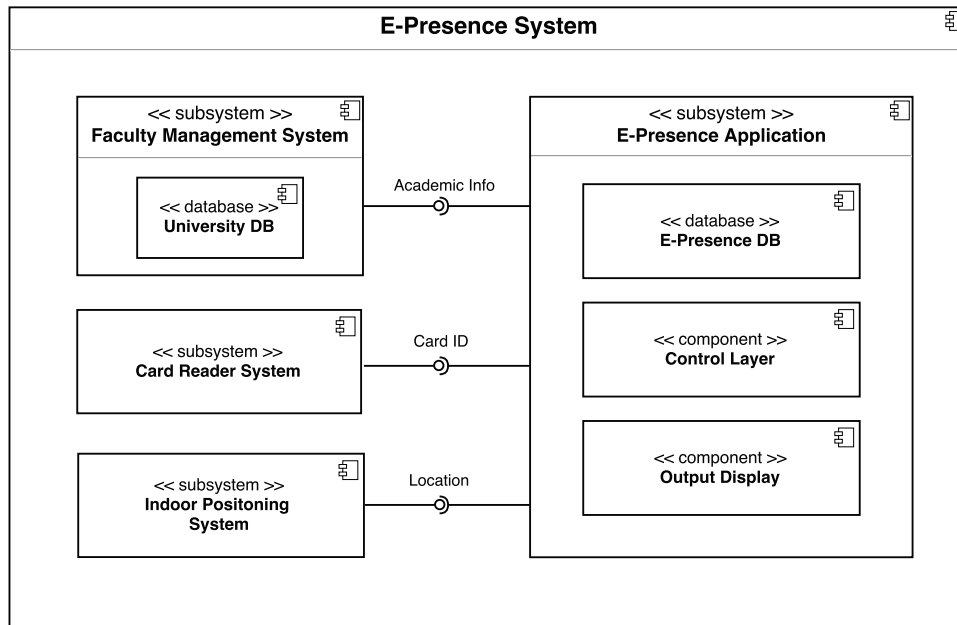 E-Presence System
<< subsystem >>
Faculty Management System
<< database >>
University DB
Academic Info
<< subsystem >>
E-Presence Application
<< database >>
E-Presence DB
<< subsystem >>
Card Reader System
Card ID
<< component >>
Control Layer
<< subsystem >>
Indoor Positoning
System
Location
<< component >>
Output Display